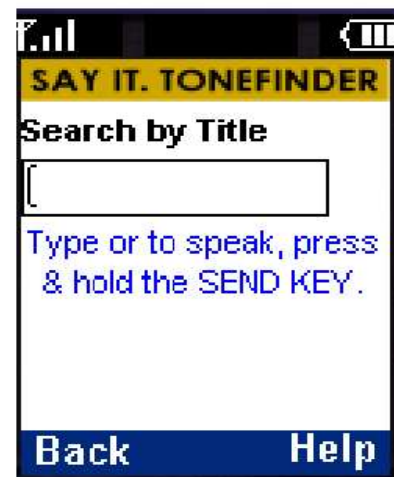 SAY IT. TONEFINDER
Search by Title
Type or to speak, press
& hold the SEND KEY.
Back Help